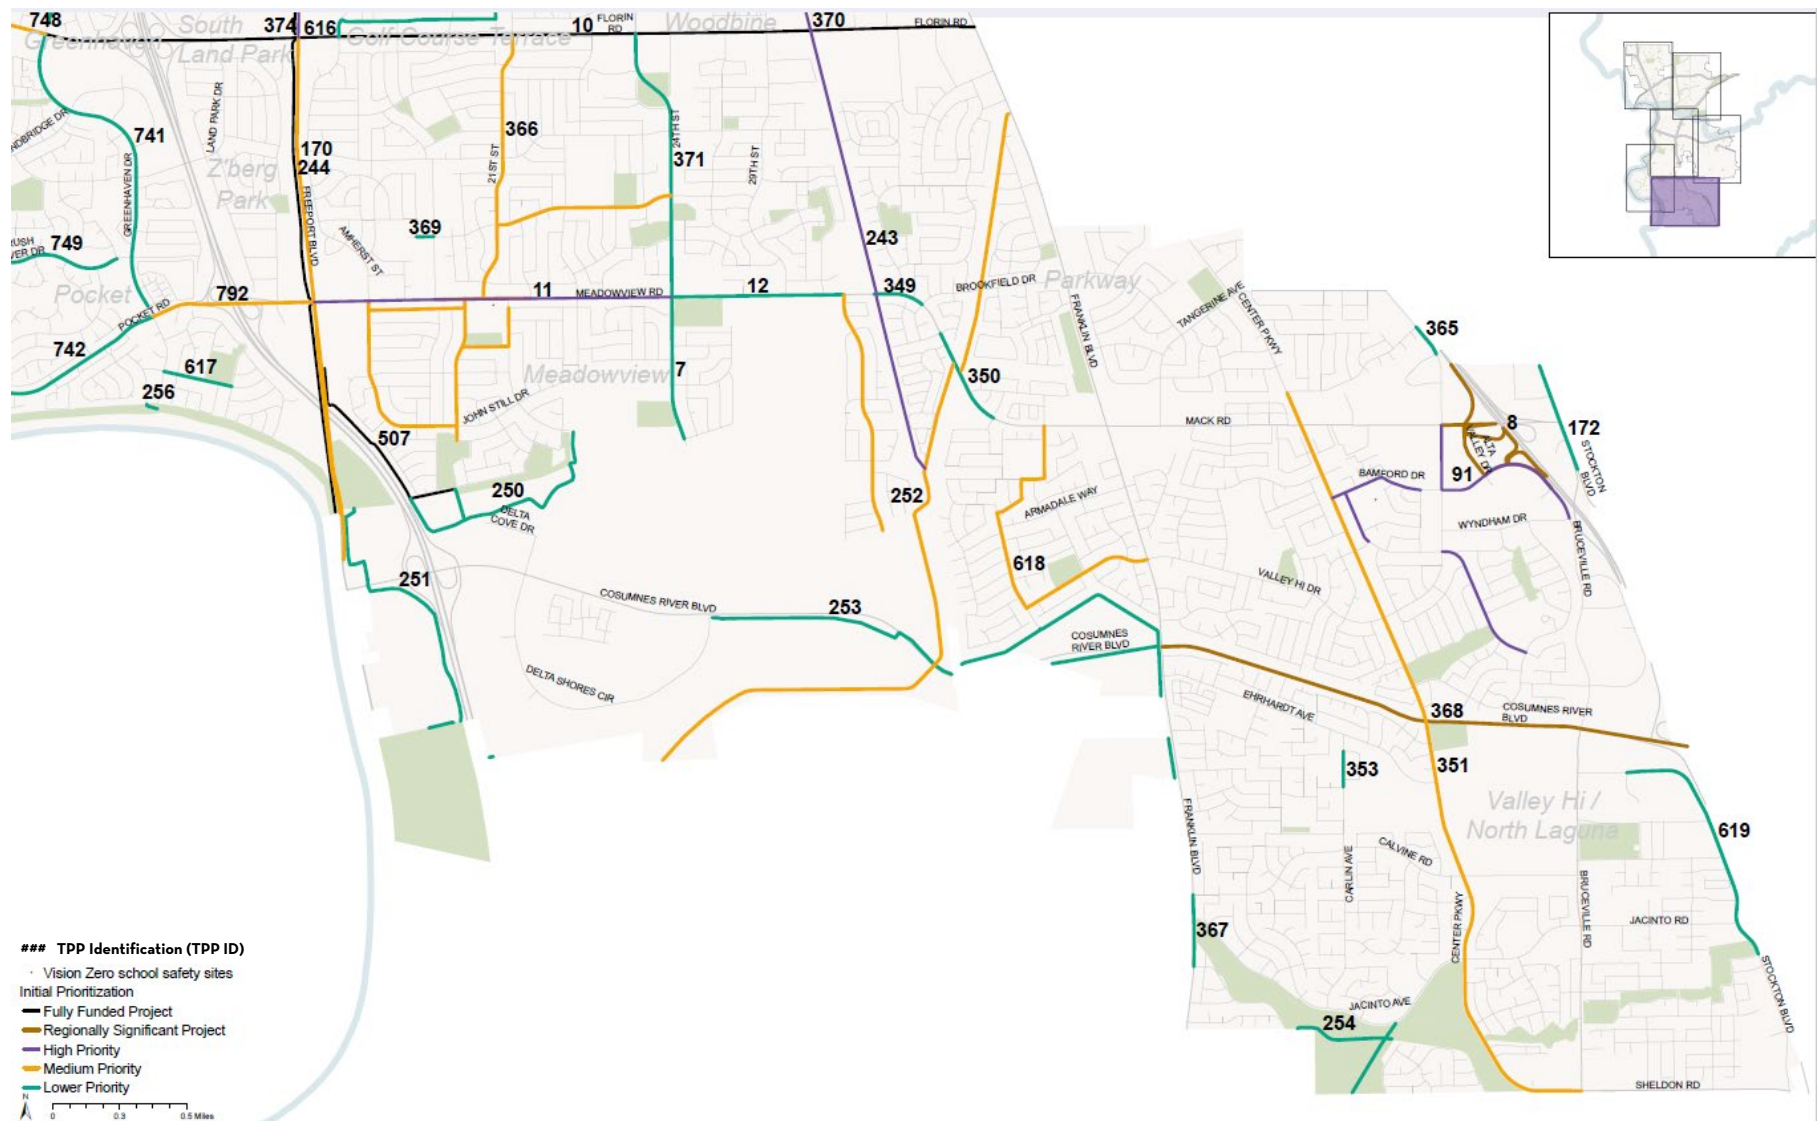 748
Greenhaven
South
Land Park
374
616
Golf Course Terrace
10
FLORIN
RD
Woodbine
370
FLORIN RD
LAND PARK DR
741
GREENHAVEN DR
Z'berg
Park
170
244
FREEPORT BLVD
AMHERST ST
366
21ST ST
369
24TH ST
371
29TH ST
243
749
Pocket
792
POCKET RD
742
617
256
11
MEADOWVIEW RD
12
349
BROOKFIELD DR
Parkway
FRANKLIN BLVD
TANGERINE AVE
CENTER PKWY
365
Meadowview
7
350
JOHN STILL DR
507
MACK RD
8
172
STOCKTON
BLVD
ALTA
VALLEY DR
91
BAMFORD DR
WYNDHAM DR
BRUCEVILLE RD
250
DELTA
COVE DR
252
ARMADALE WAY
618
VALLEY HI DR
251
COSUMNES RIVER BLVD
253
COSUMNES
RIVER BLVD
DELTA SHORES CIR
EHRHARDT AVE
368
COSUMNES RIVER
BLVD
353
351
Valley Hi /
North Laguna
619
FRANKLIN BLVD
CARLIN AVE
CALVINE RD
CENTER PKWY
BRUCEVILLE RD
JACINTO RD
367
STOCKTON BLVD
JACINTO AVE
254
SHELDON RD
### TPP Identification (TPP ID)
Vision Zero school safety sites
Initial Prioritization
Fully Funded Project
Regionally Significant Project
High Priority
Medium Priority
Lower Priority
N
0 0.3 0.5 Miles